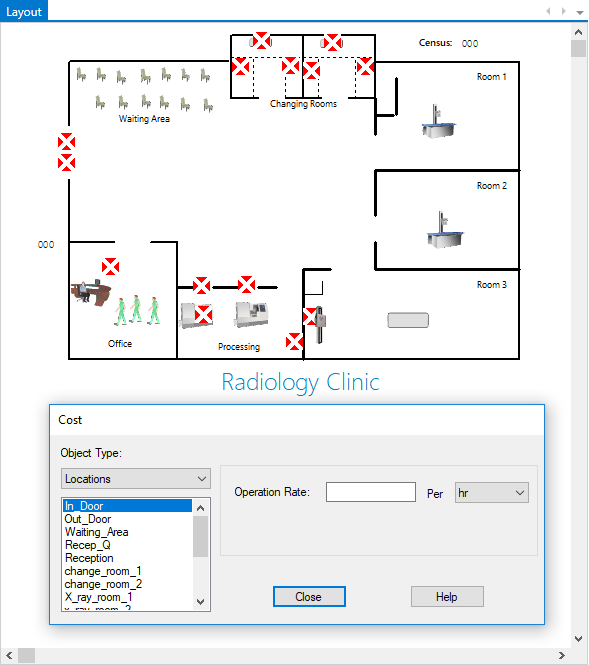 Layout
Census: 000
Room 1
Waiting Area
Changing Rooms
Room 2
000
Room 3
Office
Processing
Radiology Clinic
Cost
Object Type:
Locations
In_Door
Out_Door
Waiting_Area
Recep_Q
Reception
change_room_1
change_room_2
X_ray_room_1
x_ray_room_2
Operation Rate:
Per
hr
Close
Help